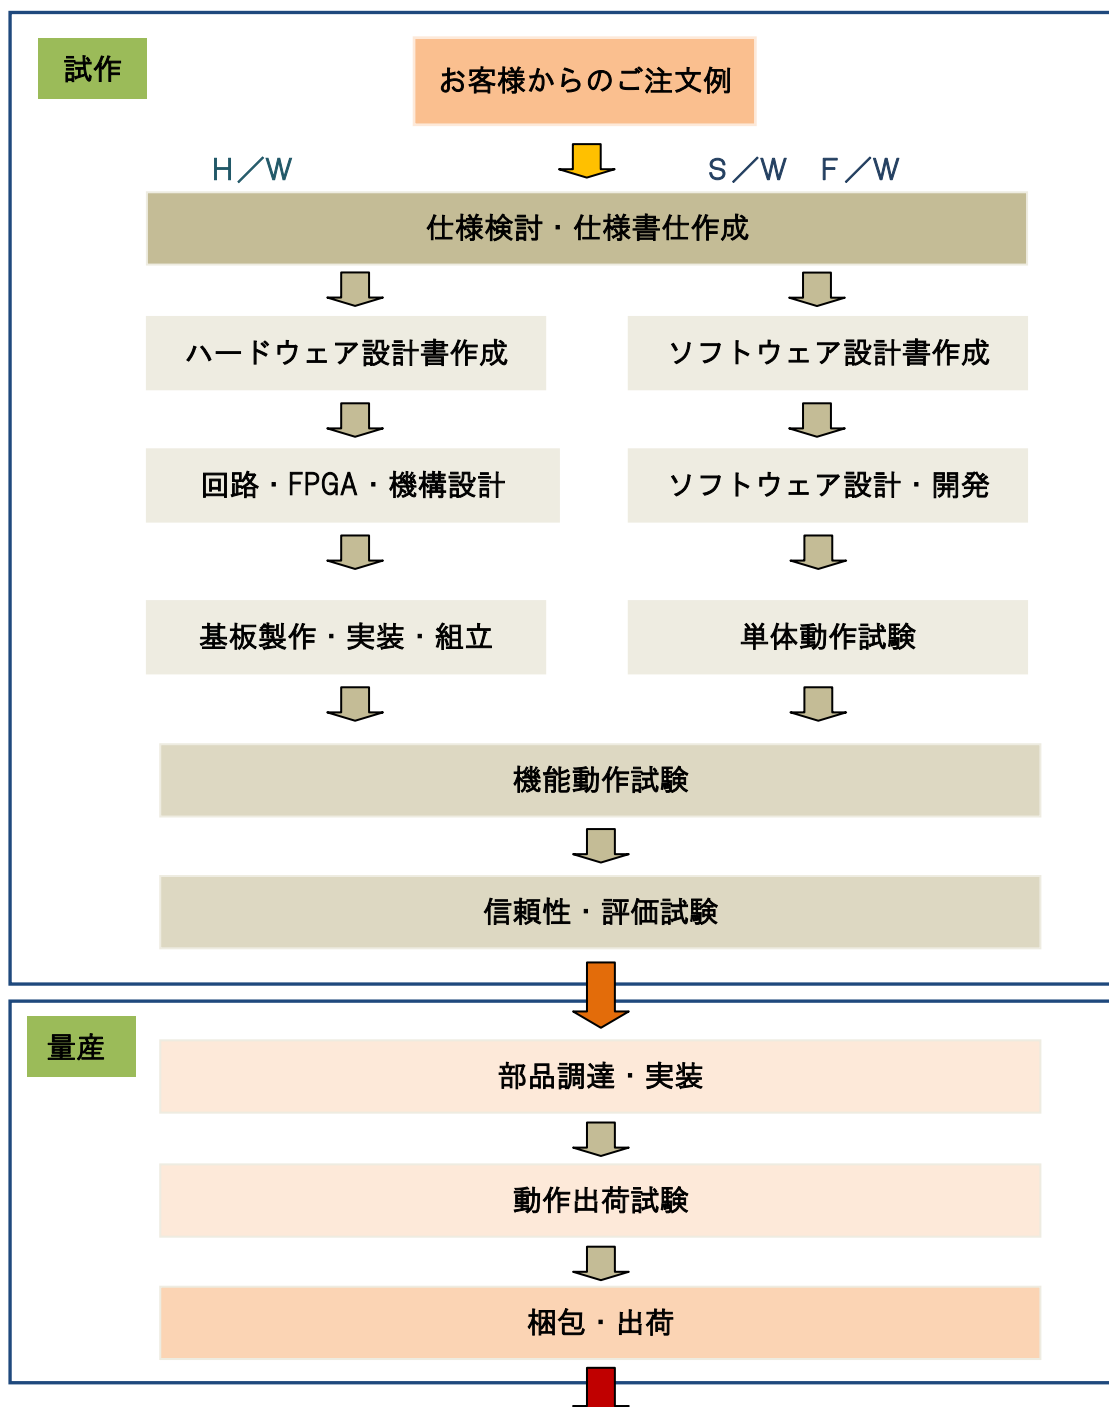 試作
お客様からのご注文例
Ｈ／Ｗ
Ｓ／Ｗ　Ｆ／Ｗ
仕様検討・仕様書仕作成
ハードウェア設計書作成
ソフトウェア設計書作成
回路・FPGA・機構設計
ソフトウェア設計・開発
基板製作・実装・組立
単体動作試験
機能動作試験
信頼性・評価試験
量産
部品調達・実装
動作出荷試験
梱包・出荷